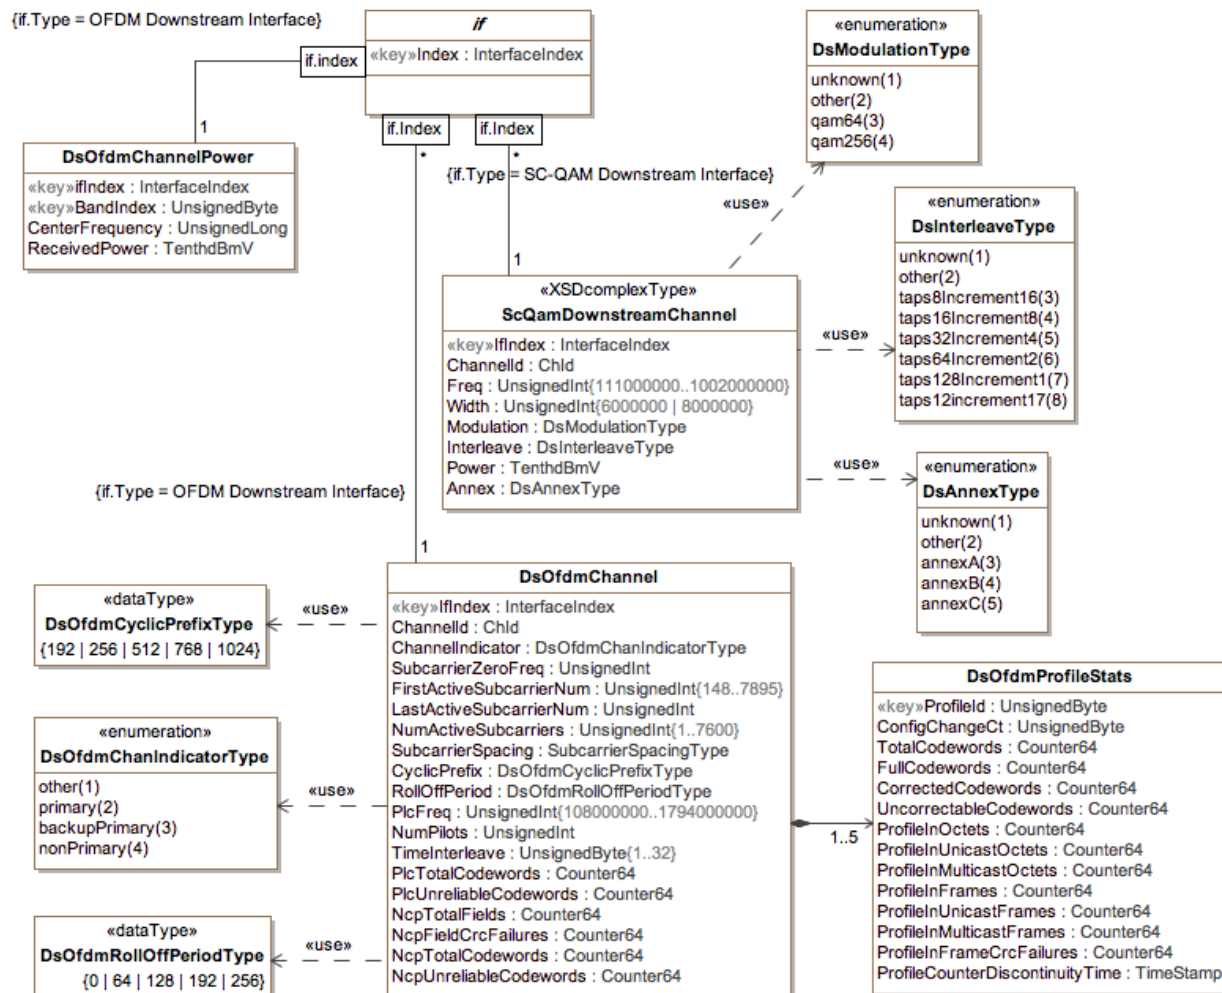 {if.Type = OFDM Downstream Interface}
if
«key»Index : InterfaceIndex
if.index
if.Index
if.Index
1
*
*
{if.Type = SC-QAM Downstream Interface}
1
{if.Type = OFDM Downstream Interface}
1
DsOfdmChannelPower
«key»ifIndex : InterfaceIndex
«key»BandIndex : UnsignedByte
CenterFrequency : UnsignedLong
ReceivedPower : TenthdBmV
«enumeration»
DsModulationType
unknown(1)
other(2)
qam64(3)
qam256(4)
«use»
«enumeration»
DsInterleaveType
unknown(1)
other(2)
taps8Increment16(3)
taps16Increment8(4)
taps32Increment4(5)
taps64Increment2(6)
taps128Increment1(7)
taps12increment17(8)
«use»
«XSDcomplexType»
ScQamDownstreamChannel
«key»IfIndex : InterfaceIndex
ChannelId : ChId
Freq : UnsignedInt{111000000..1002000000}
Width : UnsignedInt{6000000 | 8000000}
Modulation : DsModulationType
Interleave : DsInterleaveType
Power : TenthdBmV
Annex : DsAnnexType
«use»
«enumeration»
DsAnnexType
unknown(1)
other(2)
annexA(3)
annexB(4)
annexC(5)
«dataType»
DsOfdmCyclicPrefixType
{192 | 256 | 512 | 768 | 1024}
«use»
«enumeration»
DsOfdmChanIndicatorType
other(1)
primary(2)
backupPrimary(3)
nonPrimary(4)
«use»
«dataType»
DsOfdmRollOffPeriodType
{0 | 64 | 128 | 192 | 256}
«use»
DsOfdmChannel
«key»IfIndex : InterfaceIndex
ChannelId : ChId
ChannelIndicator : DsOfdmChanIndicatorType
SubcarrierZeroFreq : UnsignedInt
FirstActiveSubcarrierNum : UnsignedInt{148..7895}
LastActiveSubcarrierNum : UnsignedInt
NumActiveSubcarriers : UnsignedInt{1..7600}
SubcarrierSpacing : SubcarrierSpacingType
CyclicPrefix : DsOfdmCyclicPrefixType
RollOffPeriod : DsOfdmRollOffPeriodType
PlcFreq : UnsignedInt{108000000..1794000000}
NumPilots : UnsignedInt
TimeInterleave : UnsignedByte{1..32}
PlcTotalCodewords : Counter64
PlcUnreliableCodewords : Counter64
NcpTotalFields : Counter64
NcpFieldCrcFailures : Counter64
NcpTotalCodewords : Counter64
NcpUnreliableCodewords : Counter64
1..5
DsOfdmProfileStats
«key»ProfileId : UnsignedByte
ConfigChangeCt : UnsignedByte
TotalCodewords : Counter64
FullCodewords : Counter64
CorrectedCodewords : Counter64
UncorrectableCodewords : Counter64
ProfileInOctets : Counter64
ProfileInUnicastOctets : Counter64
ProfileInMulticastOctets : Counter64
ProfileInFrames : Counter64
ProfileInUnicastFrames : Counter64
ProfileInMulticastFrames : Counter64
ProfileInFrameCrcFailures : Counter64
ProfileCounterDiscontinuityTime : TimeStamp